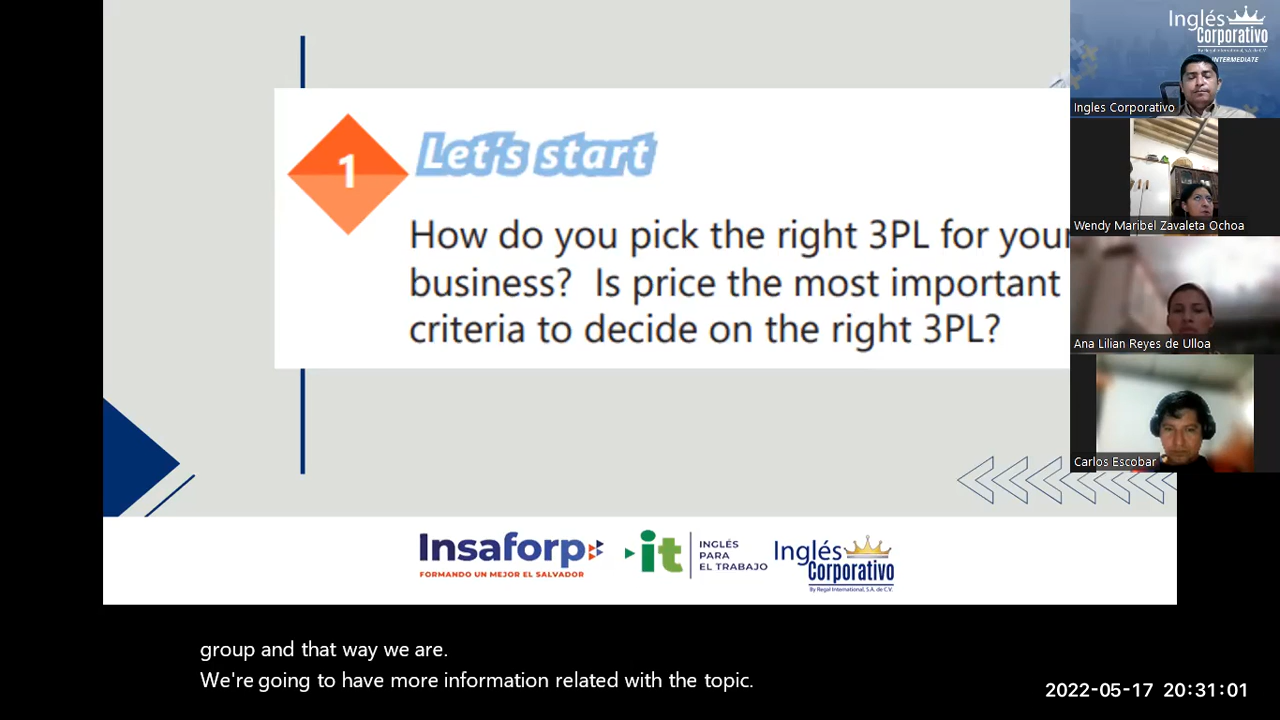 1
Let's start
How do you pick the right 3PL for your
business? Is price the most important
criteria to decide on the right 3PL?
Insaforp
FORMANDO UN MEJOR EL SALVADOR
it
INGLÉS
PARA
EL TRABAJO
Inglés
Corporativo
By Regal International, S.A. de C.V.
Inglés
Corporativo
By Regal International, S.A. de C.V.
INTERMEDIATE
Ingles Corporativo
Wendy Maribel Zavaleta Ochoa
Ana Lilian Reyes de Ulloa
Carlos Escobar
group and that way we are.
We're going to have more information related with the topic.
2022-05-17 20:31:01